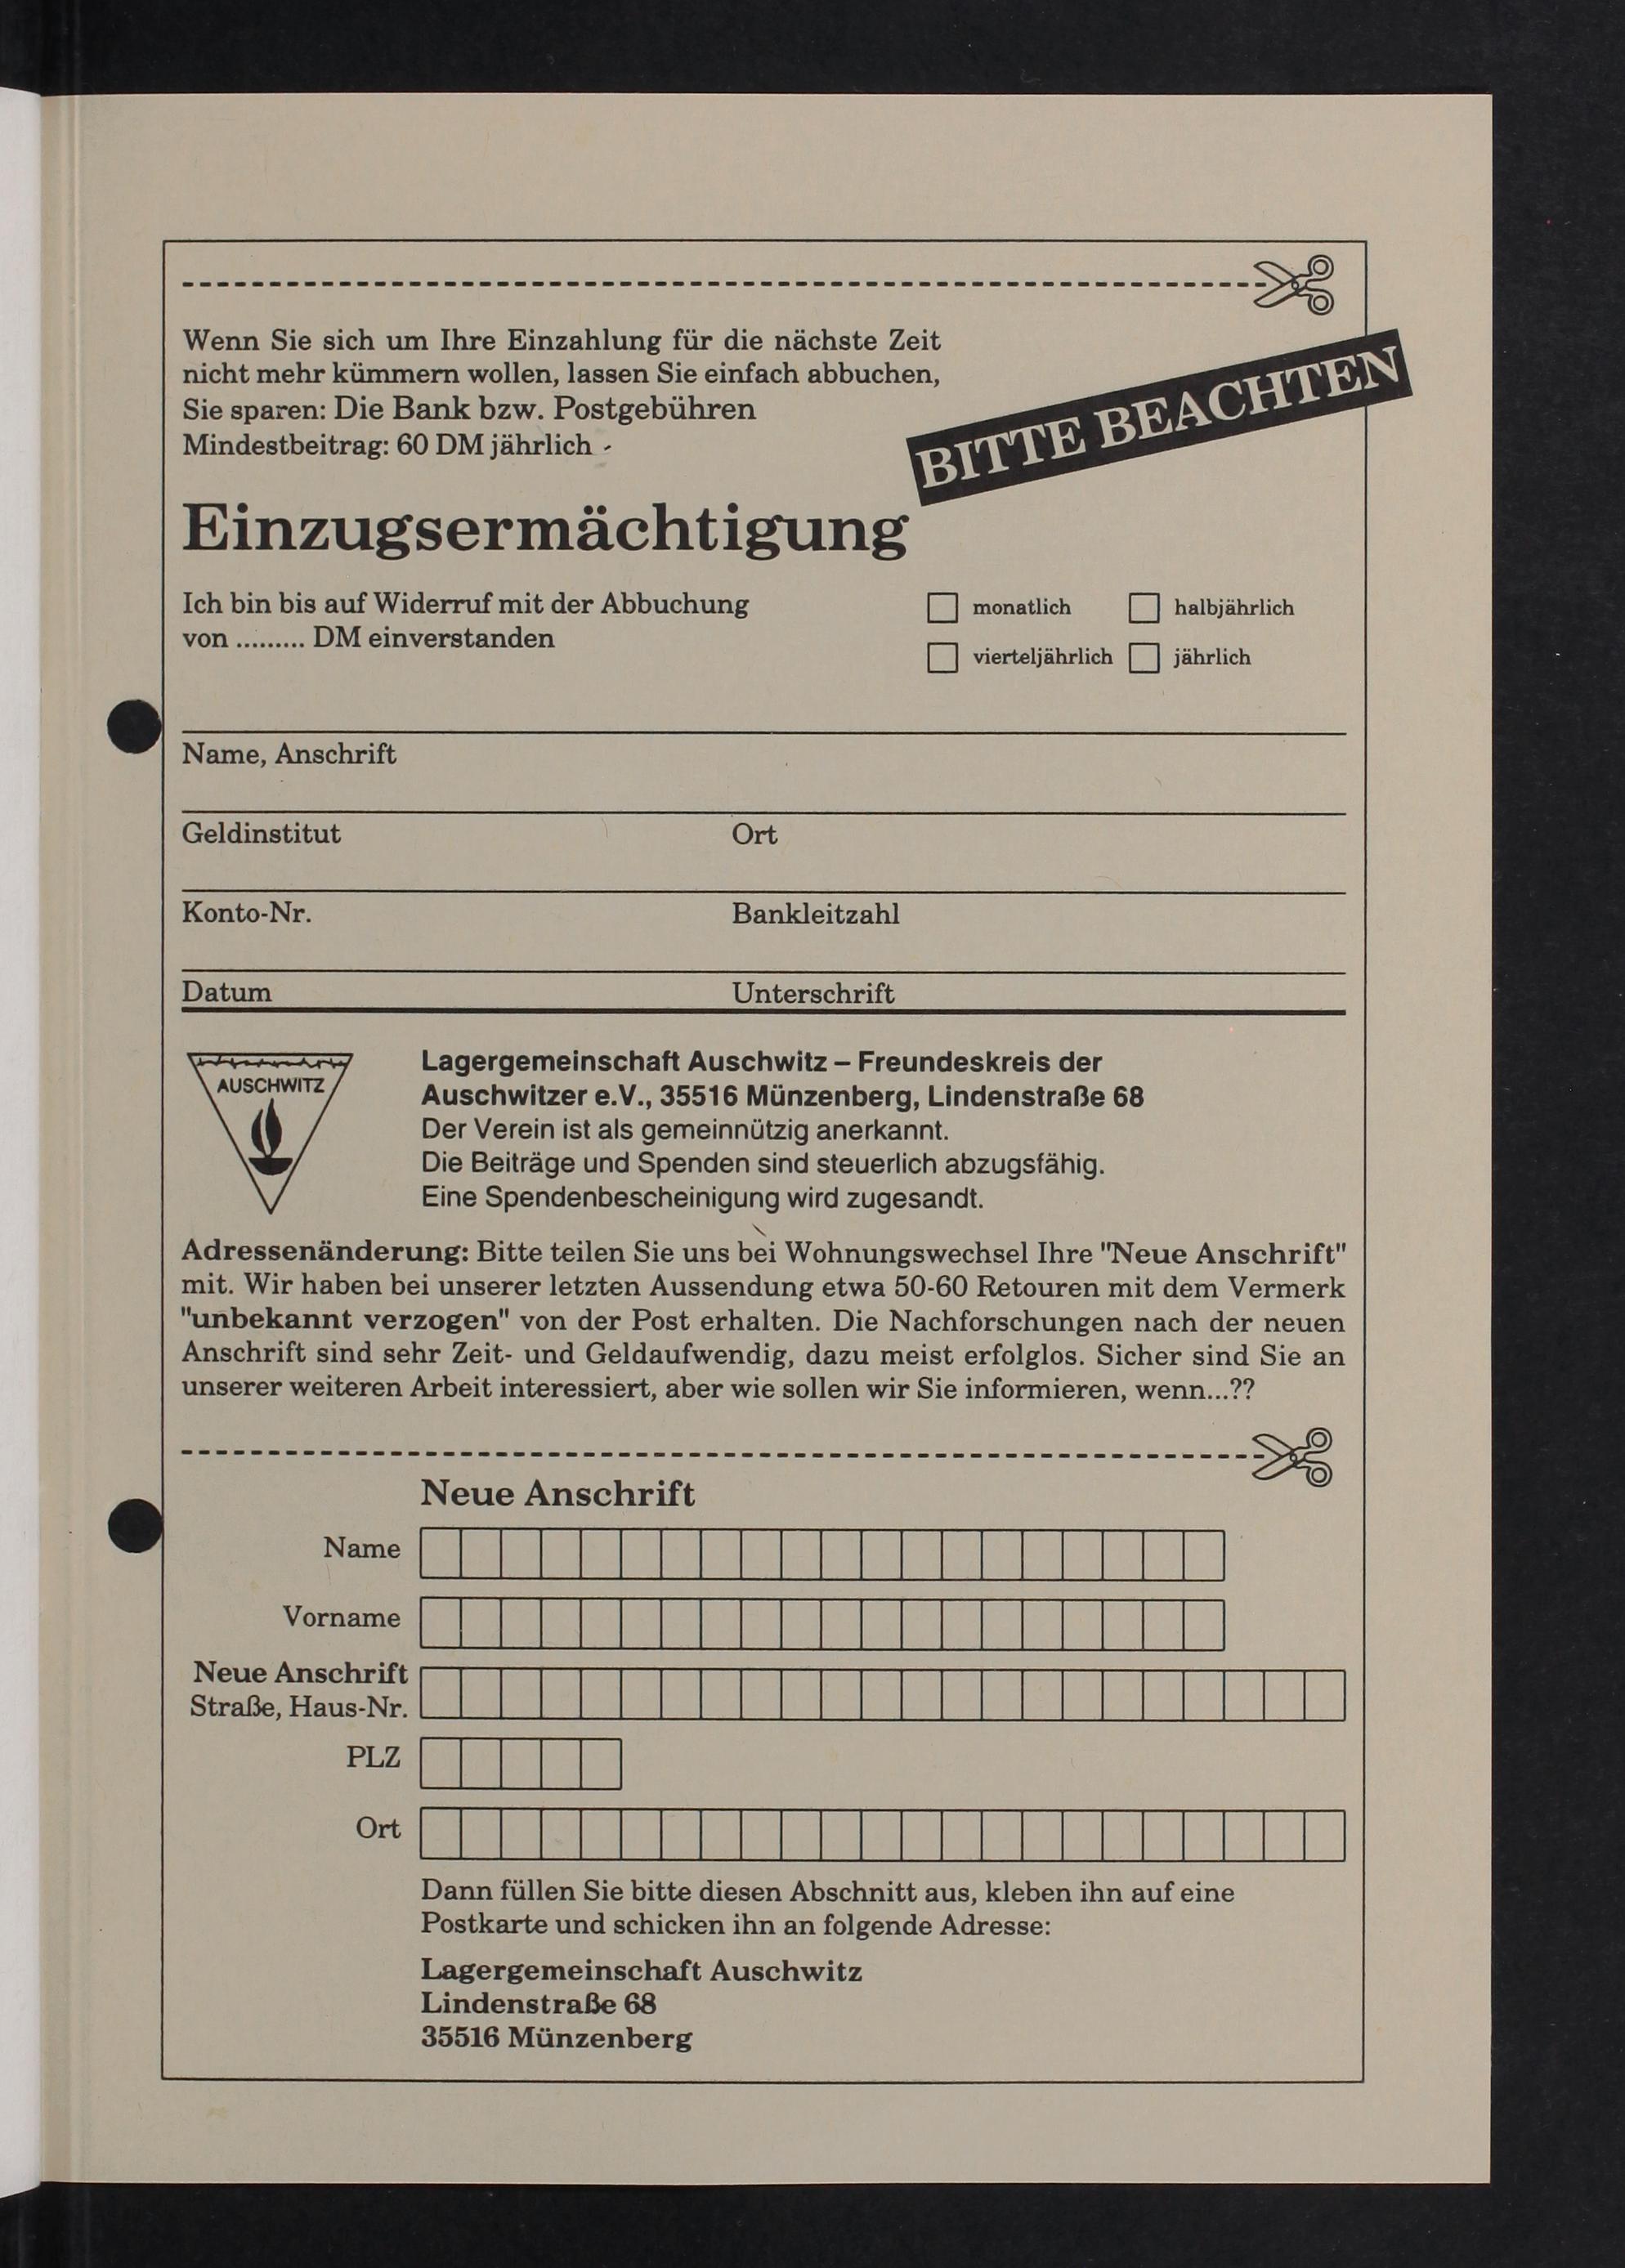 Wenn Sie sich um Ihre Einzahlung für die nächste Zeit
nicht mehr kümmern wollen, lassen Sie einfach abbuchen,
Sie sparen: Die Bank bzw. Postgebühren
Mindestbeitrag: 60 DM jährlich -
BITTE BEACHTEN
Einzugsermächtigung
Ich bin bis auf Widerruf mit der Abbuchung
von ......... DM einverstanden
monatlich halbjährlich
vierteljährlich jährlich
Name, Anschrift
Geldinstitut Ort
Konto-Nr. Bankleitzahl
Datum Unterschrift
AUSCHWITZ
Lagergemeinschaft Auschwitz – Freundeskreis der
Auschwitzer e.V., 35516 Münzenberg, Lindenstraße 68
Der Verein ist als gemeinnützig anerkannt.
Die Beiträge und Spenden sind steuerlich abzugsfähig.
Eine Spendenbescheinigung wird zugesandt.
Adressenänderung: Bitte teilen Sie uns bei Wohnungswechsel Ihre "Neue Anschrift"
mit. Wir haben bei unserer letzten Aussendung etwa 50-60 Retouren mit dem Vermerk
"unbekannt verzogen" von der Post erhalten. Die Nachforschungen nach der neuen
Anschrift sind sehr Zeit- und Geldaufwendig, dazu meist erfolglos. Sicher sind Sie an
unserer weiteren Arbeit interessiert, aber wie sollen wir Sie informieren, wenn...??
Neue Anschrift
Name
Vorname
Neue Anschrift
Straße, Haus-Nr.
PLZ
Ort
Dann füllen Sie bitte diesen Abschnitt aus, kleben ihn auf eine
Postkarte und schicken ihn an folgende Adresse:
Lagergemeinschaft Auschwitz
Lindenstraße 68
35516 Münzenberg